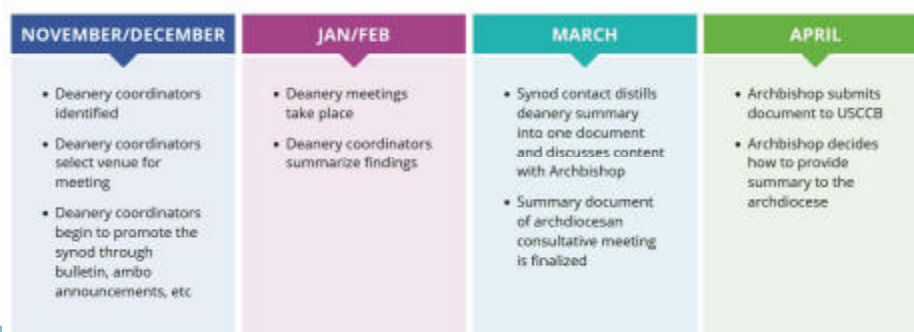 NOVEMBER/DECEMBER
• Deanery coordinators
identified
• Deanery coordinators
select venue for
meeting
• Deanery coordinators
begin to promote the
synod through
bulletin, ambo
announcements, etc
JAN/FEB
• Deanery meetings
take place
• Deanery coordinators
summarize findings
MARCH
• Synod contact distills
deanery summary
into one document
and discusses content
with Archbishop
• Summary document
of archdiocesan
consultative meeting
is finalized
APRIL
• Archbishop submits
document to USCCB
• Archbishop decides
how to provide
summary to the
archdiocese